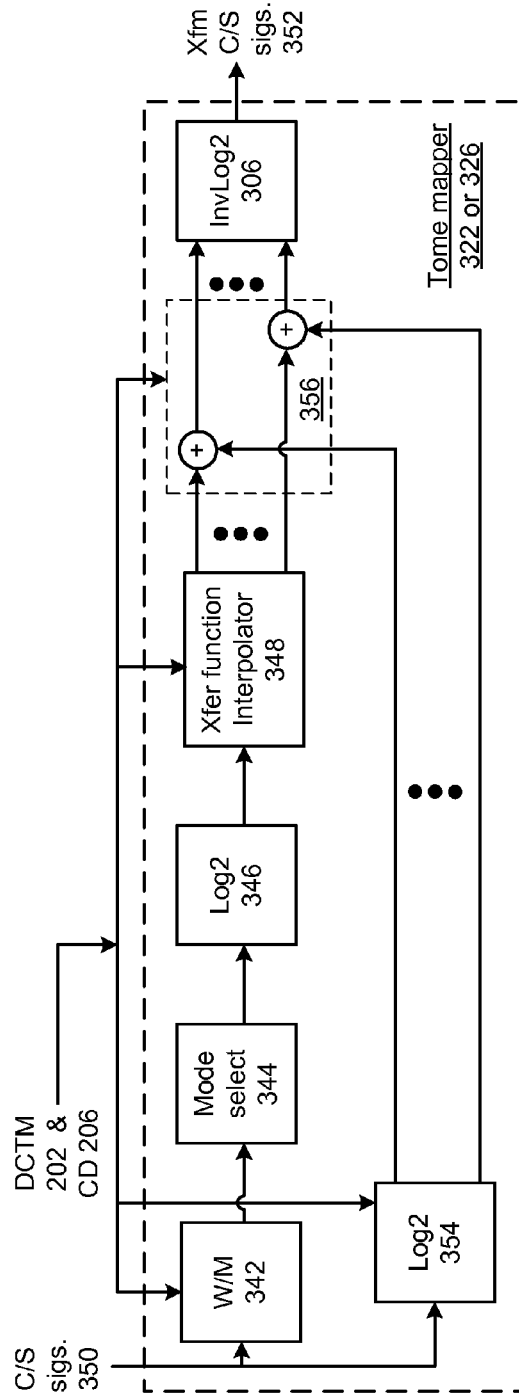 C/S
sigs.
350
DCTM
202 &
CD 206
W/M
342
Mode
select
344
Log2
346
Xfer function
Interpolator
348
+
+
356
InvLog2
306
Xfm
C/S
sigs.
352
Log2
354
Tome mapper
322 or 326